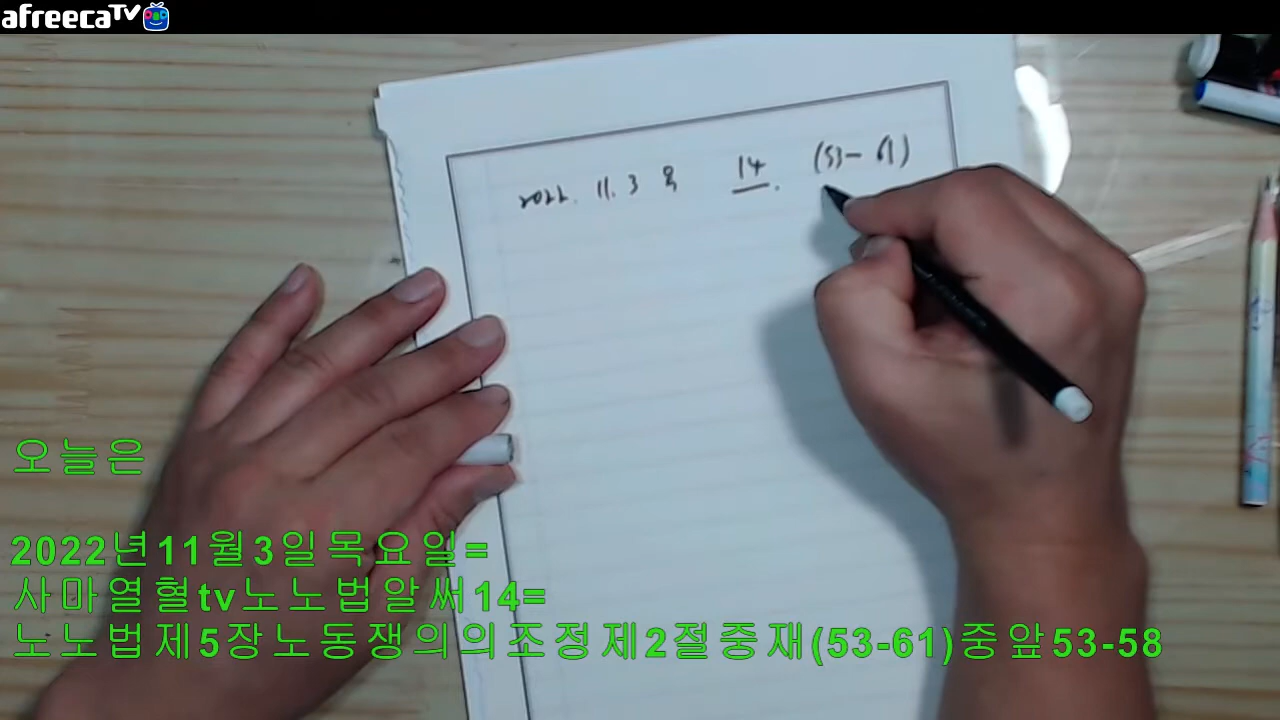 afreecaTV
2022. 11. 3 목 14. (53- 61)
오늘은
2022년11월3일목요일=
사마열혈tv노노법알써14=
노노법제5장노동쟁의의조정제2절중재(53-61)중앞53-58